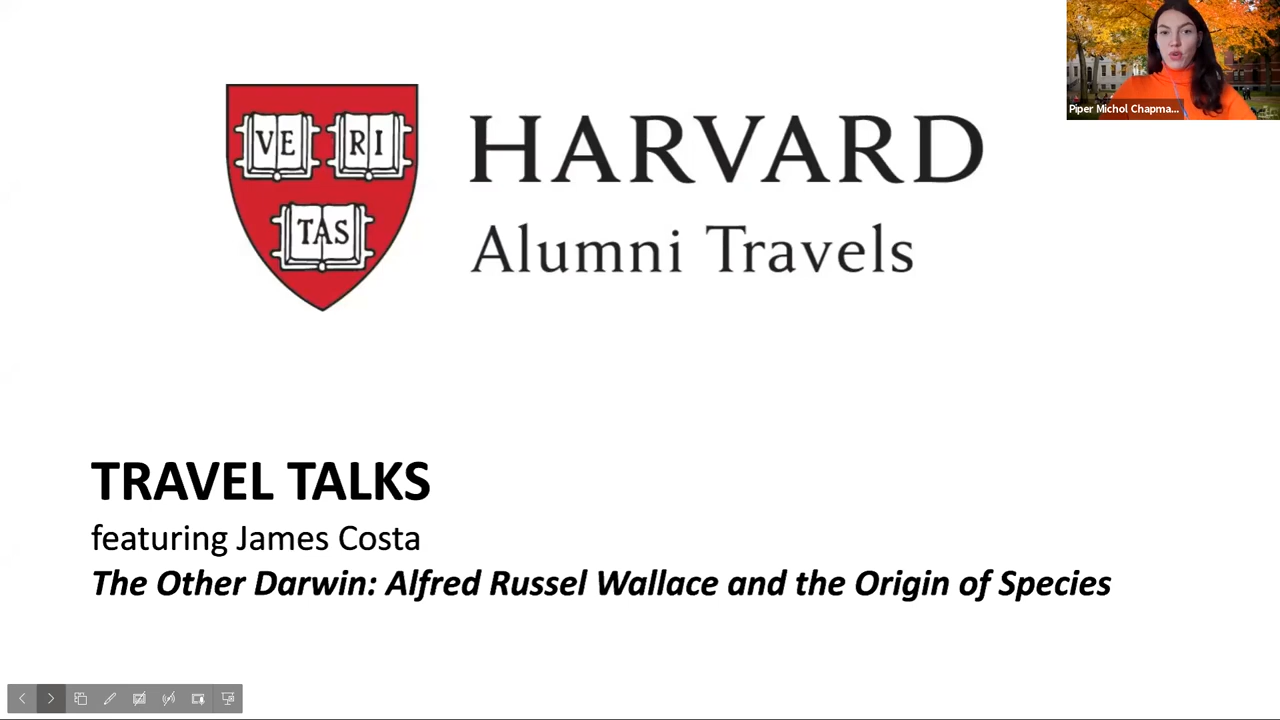 VE RI
TAS
HARVARD
Alumni Travels
Piper Michol Chapma...
TRAVEL TALKS
featuring James Costa
The Other Darwin: Alfred Russel Wallace and the Origin of Species